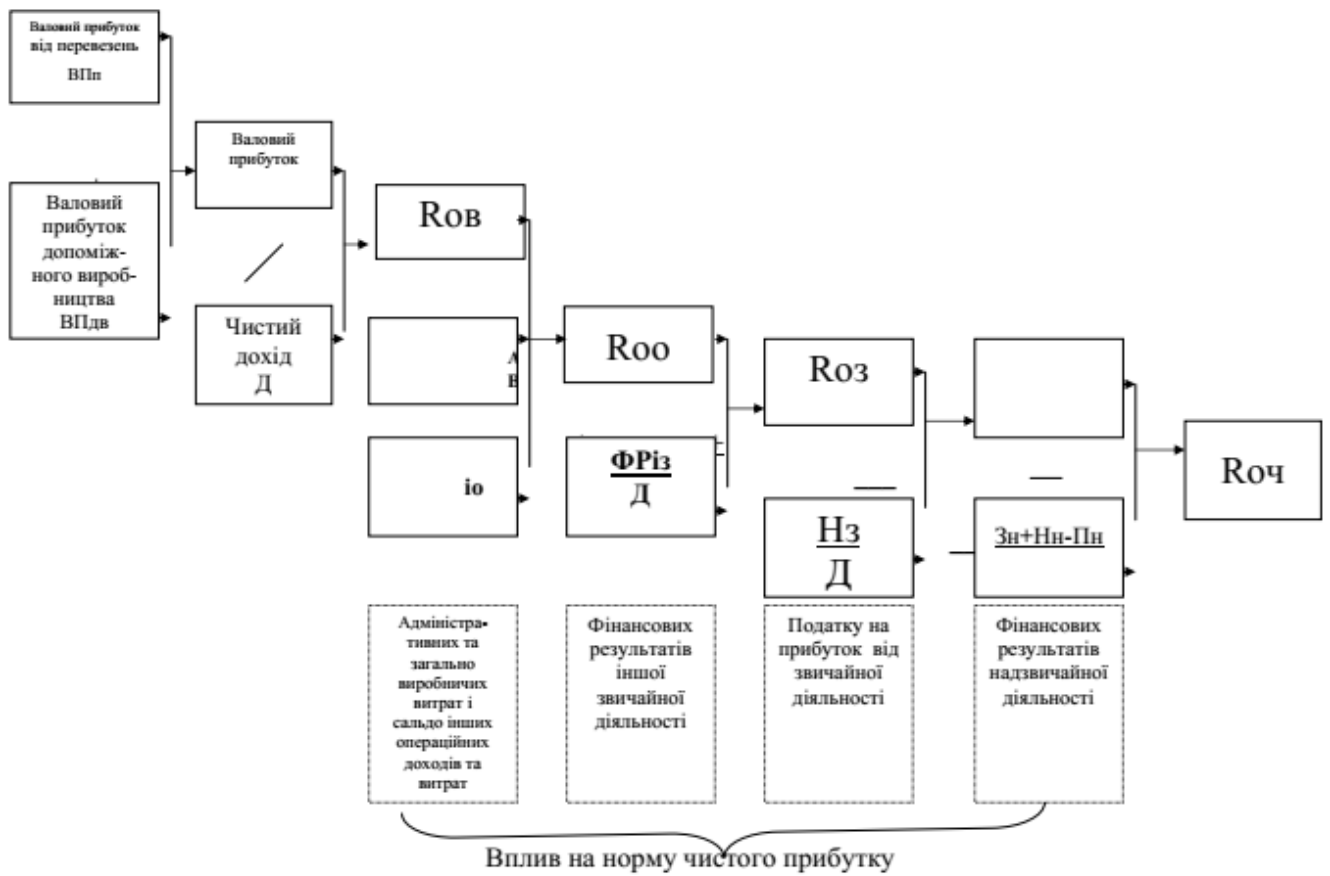 Валовий прибуток
від перевезень
ВПп
Валовий
прибуток
допоміж-
ного вироб-
ництва
ВПдв
Валовий
прибуток
Чистий
дохід
Д
Rов
іо
Rоо
ФРіз
Д
Rоз
Нз
Д
Зн+Нн-Пн
Rоч
Адміністра-
тивних та
загально
виробничих
витрат і
сальдо інших
операційних
доходів та
витрат
Фінансових
результатів
іншої
звичайної
діяльності
Податку на
прибуток від
звичайної
діяльності
Фінансових
результатів
надзвичайної
діяльності
Вплив на норму чистого прибутку